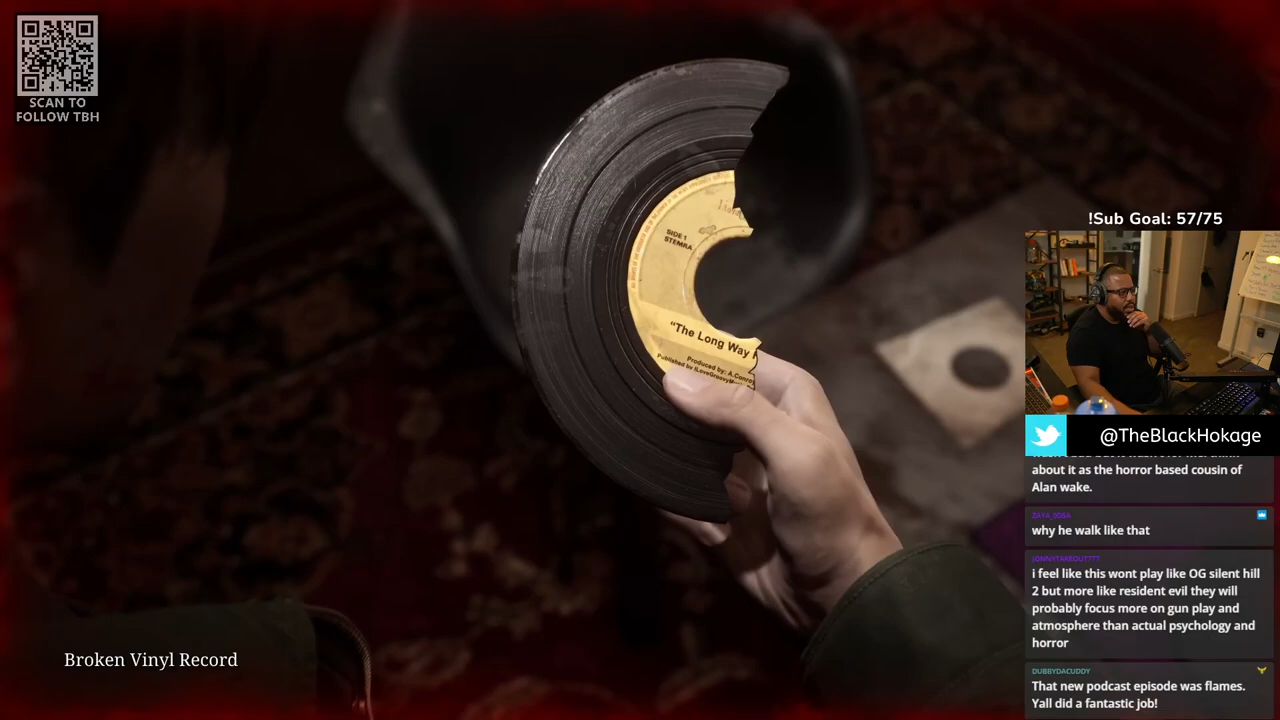 SCAN TO
FOLLOW TBH
SIDE 1
STEMRA
"The Long Way
Produced by: A.Conro
Published by ILoveGroovyM
Broken Vinyl Record
!Sub Goal: 57/75
@TheBlackHokage
about it as the horror based cousin of
Alan wake.
why he walk like that
i feel like this wont play like OG silent hill
2 but more like resident evil they will
probably focus more on gun play and
atmosphere than actual psychology and
horror
DUBBYDACUDDY
That new podcast episode was flames.
Yall did a fantastic job!